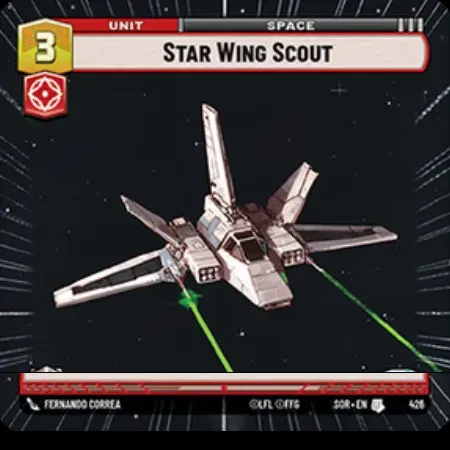 UNIT SPACE
3 STAR WING SCOUT
FERNANDO CORREA ©LFL ©FFG SOR • EN 426